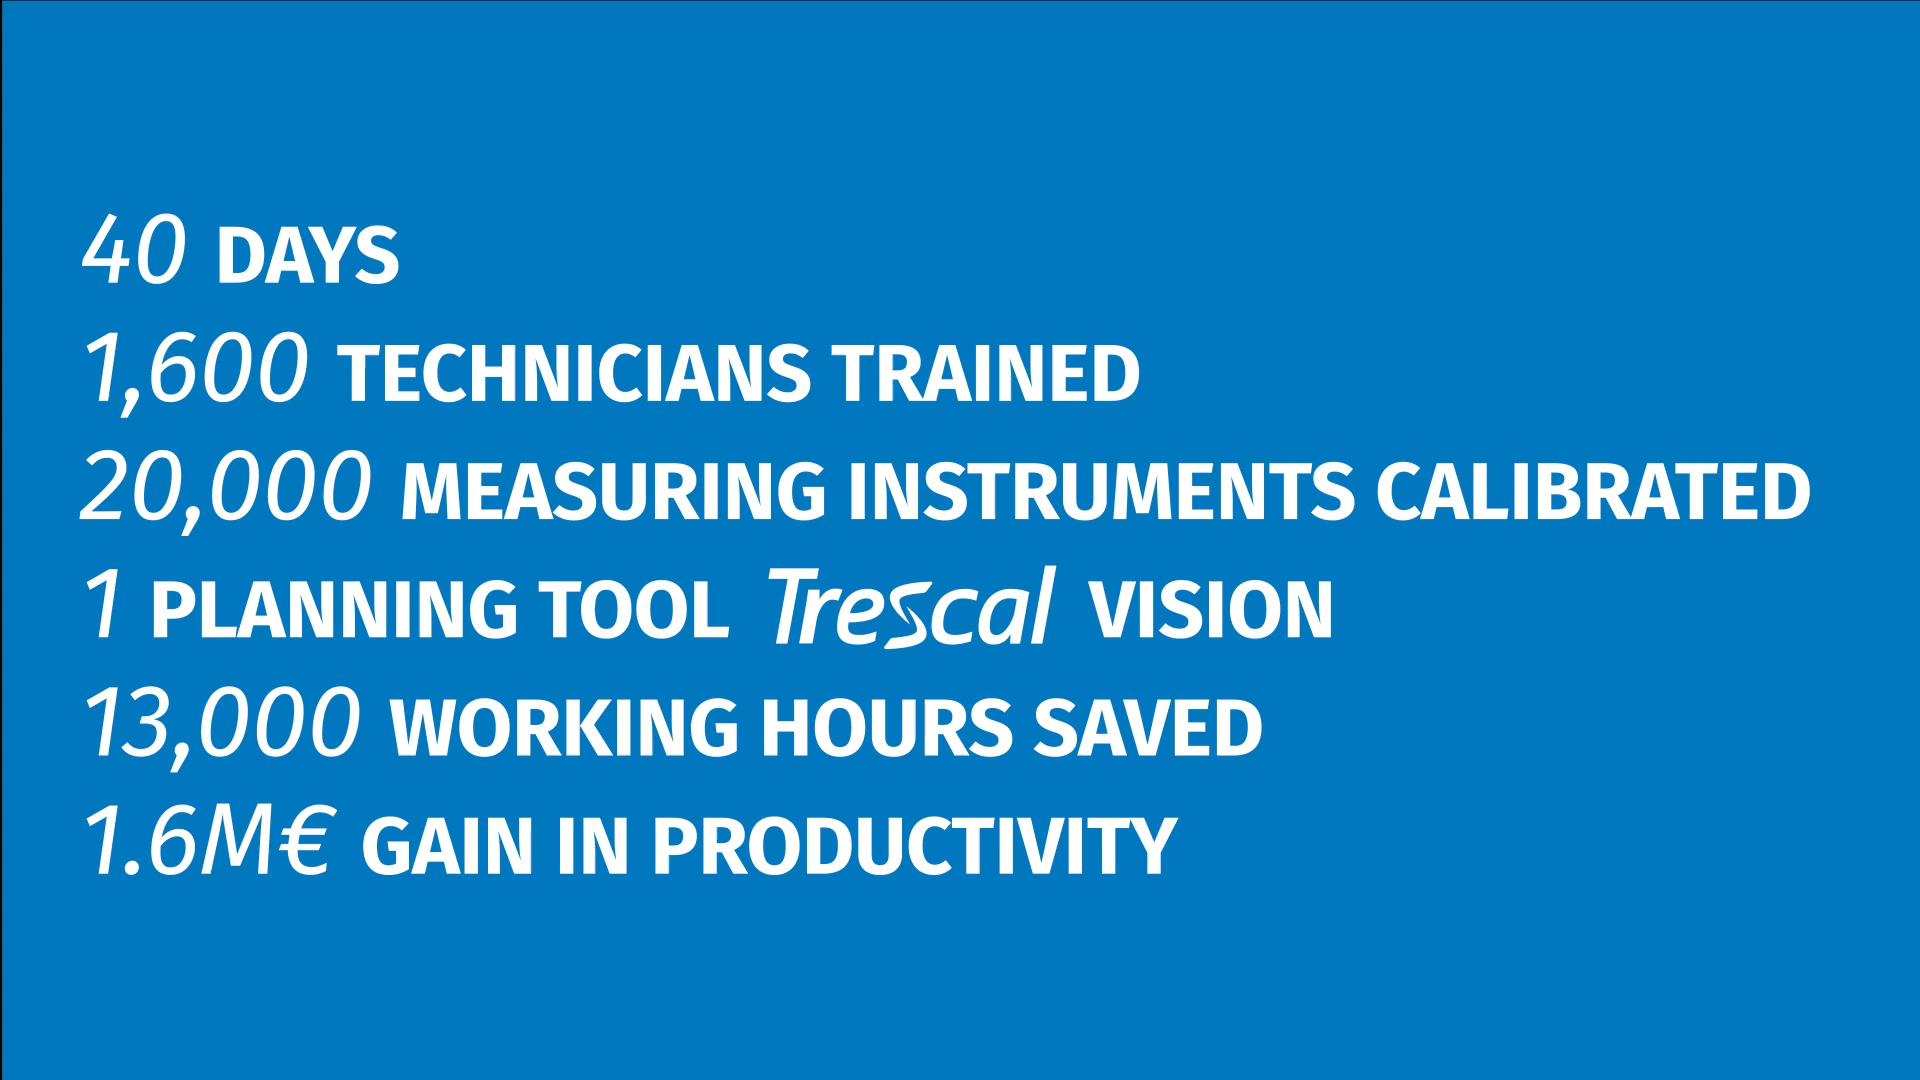 40 DAYS
1,600 TECHNICIANS TRAINED
20,000 MEASURING INSTRUMENTS CALIBRATED
1 PLANNING TOOL Trescal VISION
13,000 WORKING HOURS SAVED
1.6M€ GAIN IN PRODUCTIVITY